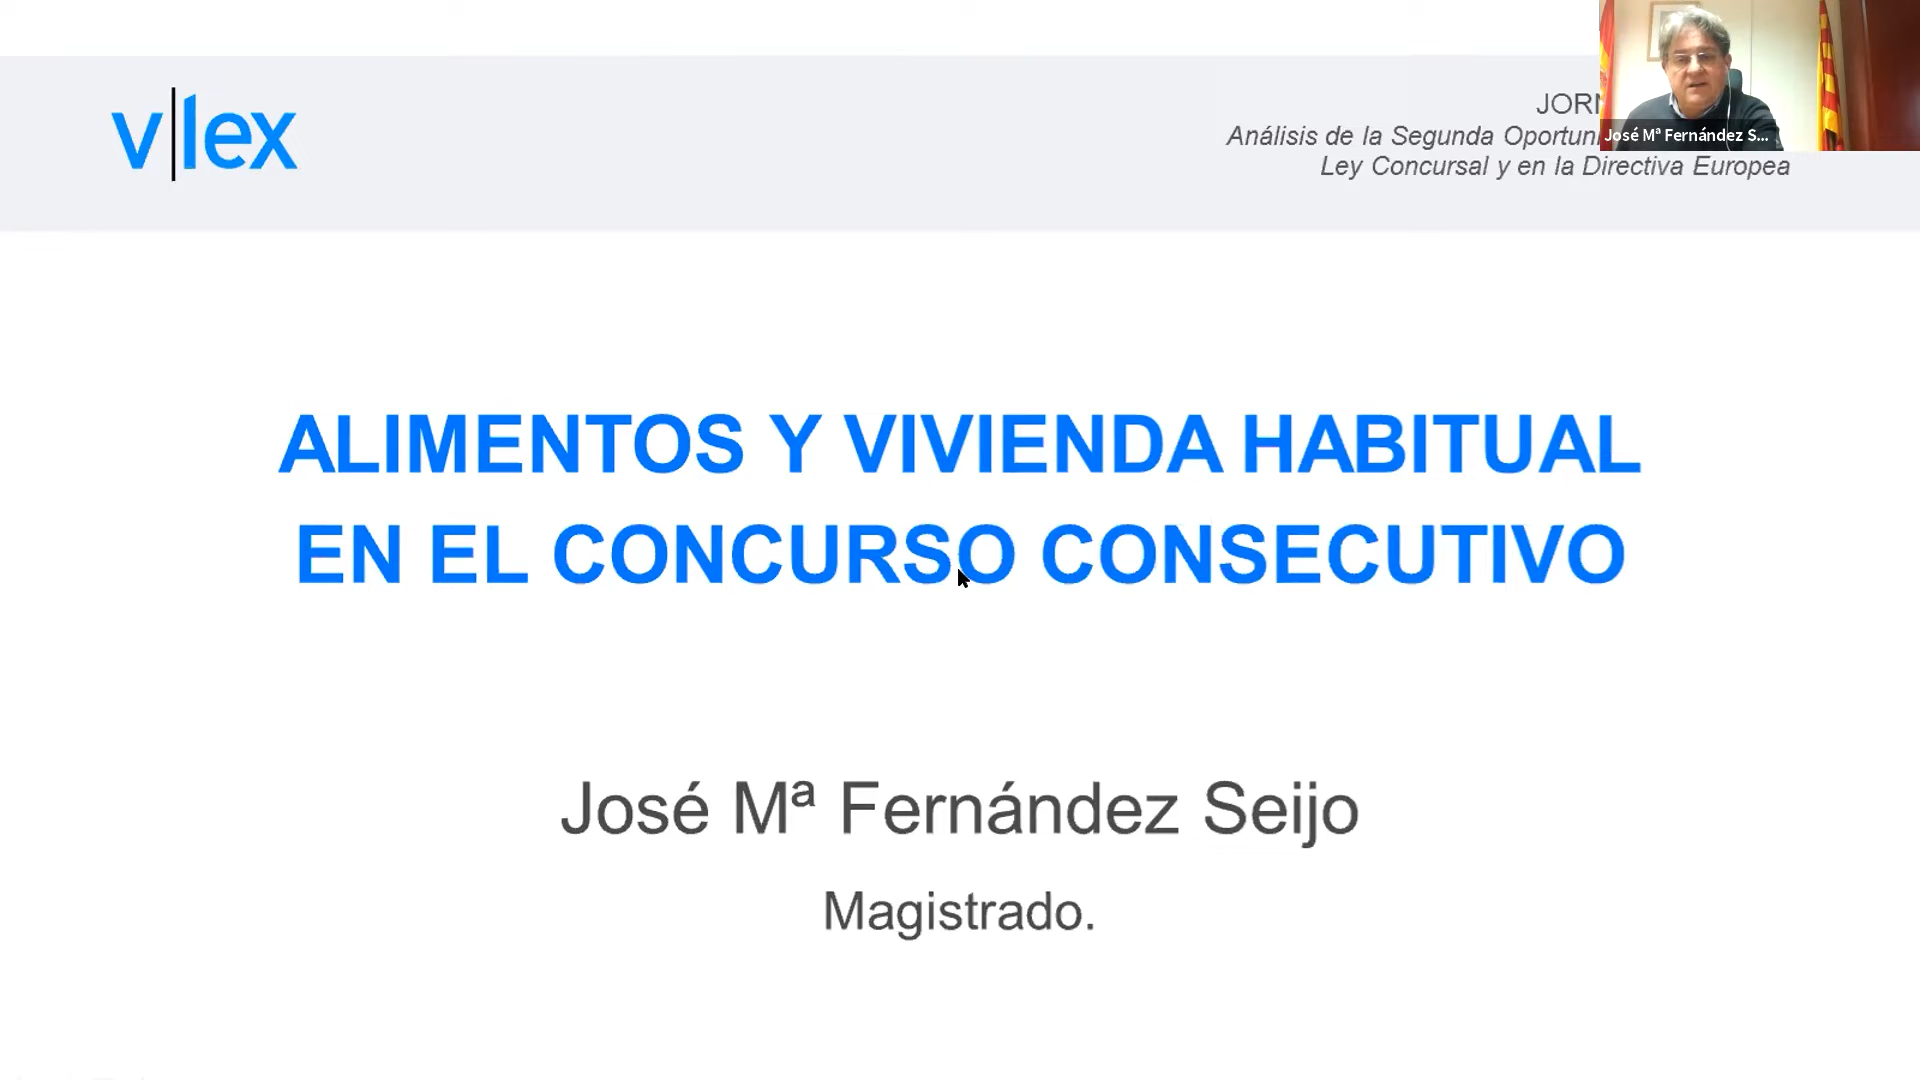 v|lex
JORN
Análisis de la Segunda Oportuni
Ley Concursal y en la Directiva Europea
José Mª Fernández S...
ALIMENTOS Y VIVIENDA HABITUAL
EN EL CONCURSO CONSECUTIVO
José Mª Fernández Seijo
Magistrado.